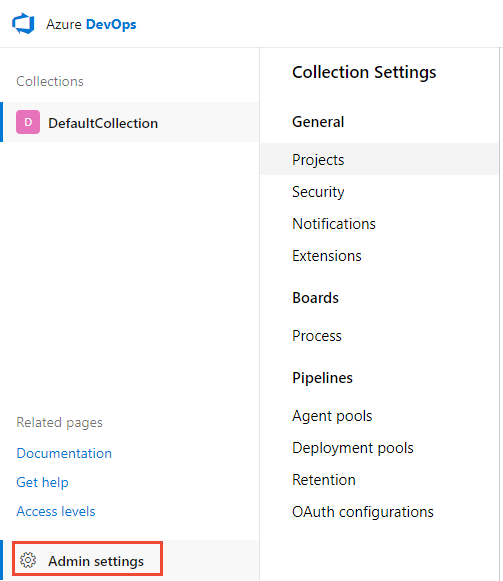 Azure DevOps
Collections
D DefaultCollection
Related pages
Documentation
Get help
Access levels
Admin settings
Collection Settings
General
Projects
Security
Notifications
Extensions
Boards
Process
Pipelines
Agent pools
Deployment pools
Retention
OAuth configurations